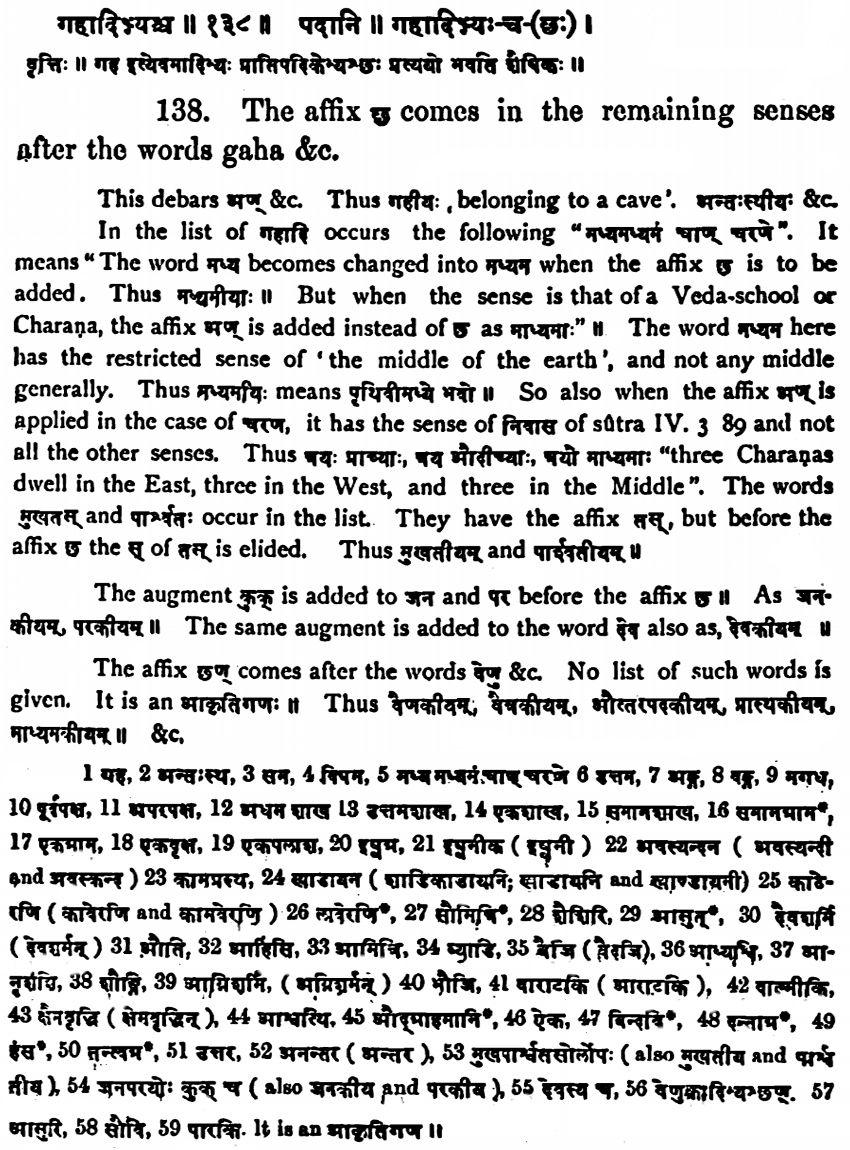 गहादिभ्यश्च ॥ १३८ ॥ पदानि ॥ गहादिभ्यः-च-(छः) ।
वृत्तिः ॥ गह इत्येवमादिभ्यः प्रातिपदिकेभ्यश्छः प्रत्ययो भवति शैषिकः ॥
138. The affix छ comes in the remaining senses
after the words gaha &c.
This debars अण् &c. Thus गहीयः ‚ belonging to a cave'. अन्तःस्थीयः &c.
In the list of गहादि occurs the following "मध्यमध्यमं चाण् चरणे". It
means "The word मध्य becomes changed into मध्यम when the affix छ is to be
added. Thus मध्यमीयाः ॥ But when the sense is that of a Veda-school or
Charaṇa, the affix अण् is added instead of छ as माध्यमाः" ॥ The word मध्यम here
has the restricted sense of 'the middle of the earth', and not any middle
generally. Thus मध्यमीयः means पृथिवीमध्ये भवो ॥ So also when the affix अण् is
applied in the case of चरण, it has the sense of निवास of sûtra IV. 3 89 and not
all the other senses. Thus त्रयः प्राच्याः, त्रय औदीच्याः, त्रयो माध्यमाः "three Charaṇas
dwell in the East, three in the West, and three in the Middle". The words
मुखतस् and पार्श्वतः occur in the list. They have the affix तस्, but before the
affix छ the स् of तस् is elided. Thus मुखतीयम् and पार्श्वतीयम् ॥
The augment कुक् is added to जन and पर before the affix छ ॥ As जन-
कीयम्, परकीयम् ॥ The same augment is added to the word देव also as, देवकीयम् ॥
The affix छण् comes after the words वेणु &c. No list of such words is
given. It is an आकृतिगणः ॥ Thus वैणकीयम्, वैत्रकीयम्, औत्तरपदकीयम्, प्रास्थकीयम्,
माध्यमकीयम् ॥ &c.
1 गह, 2 अन्तःस्थ, 3 सम, 4 विषम, 5 मध्य मध्यमं चाण् चरणे 6 उत्तम, 7 अङ्ग, 8 वङ्ग, 9 मगध,
10 पूर्वपक्ष, 11 अपरपक्ष, 12 अधम शाख 13 उत्तमशाख, 14 एकशाख, 15 समानशाख, 16 समानग्राम*,
17 एकग्राम, 18 एकवृक्ष, 19 एकपलाश, 20 इष्वग्र, 21 इष्वनीक ( इष्वनी ) 22 अवस्यन्दन ( अवस्यन्दी
and अवस्कन्द ) 23 कामप्रस्थ, 24 खाडायन ( शाडिकाडायनि; खाडायनि and खाण्डायनी) 25 काठे-
रणि ( कावेरणि and कामवेरणि ) 26 लावेरणि*, 27 सौमित्रि*, 28 शैशिरि, 29 आसुत्*, 30 दैवशर्मि
( देवशर्मन् ) 31 श्रौति, 32 आहिंसि, 33 आमित्रि, 34 व्याडि, 35 बैजि ( बैदजि), 36 आध्यश्वि, 37 आ-
नृशंसि, 38 शौङ्गि, 39 आग्निशर्मि, ( अग्निशर्मन् ) 40 भौजि, 41 वाराटकि ( आराटकि ), 42 वाल्मीकि,
43 क्षैमवृद्धि ( क्षेमवृद्धिन् ), 44 आश्वत्थि, 45 औद्गाहमानि*, 46 ऐक, 47 बिन्दवि*, 48 दन्ताग्र*, 49
हंस*, 50 तन्त्वग्र*, 51 उत्तर, 52 अनन्तर ( अन्तर ), 53 मुखपार्श्वतसोर्लोपः ( also मुखतीय and पार्श्व
तीय ), 54 जनपरयोः कुक् च ( also जनकीय and परकीय ), 55 देवस्य च, 56 वेणुकादिभ्यश्छण्. 57
आसुरि, 58 सौवि, 59 पारकि. It is an आकृतिगण ॥